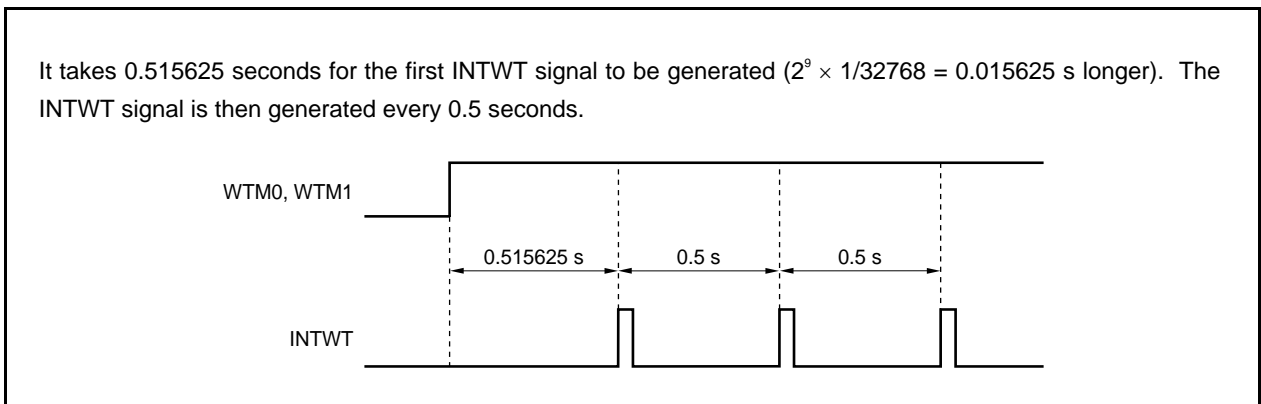 It takes 0.515625 seconds for the first INTWT signal to be generated (2⁹ × 1/32768 = 0.015625 s longer). The
INTWT signal is then generated every 0.5 seconds.
WTM0, WTM1
0.515625 s 0.5 s 0.5 s
INTWT